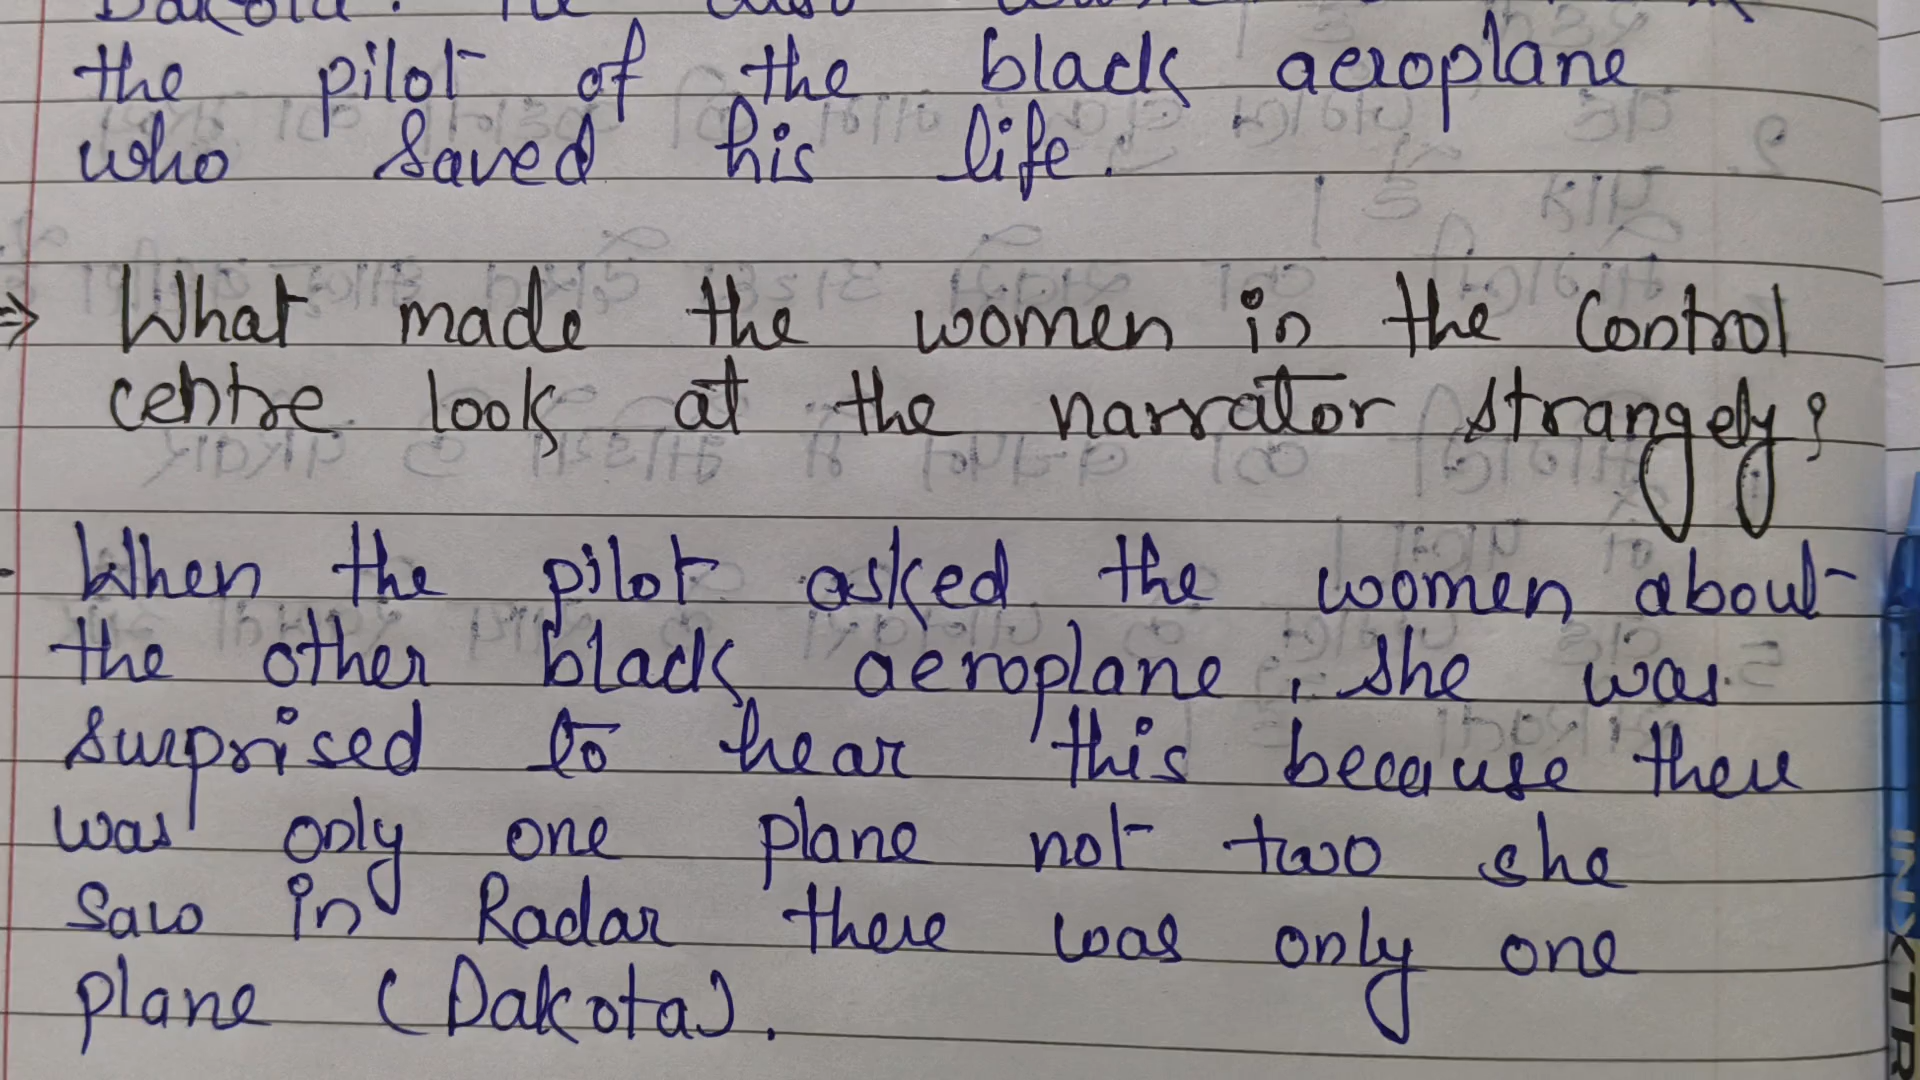 the pilot of the black aeroplane
who saved his life.
⇒ What made the women in the Control
centre look at the narrator strangely?
- When the pilot asked the women about
the other black aeroplane, she was
surprised to hear this because there
was only one plane not two she
saw in Radar there was only one
plane (Dakota).